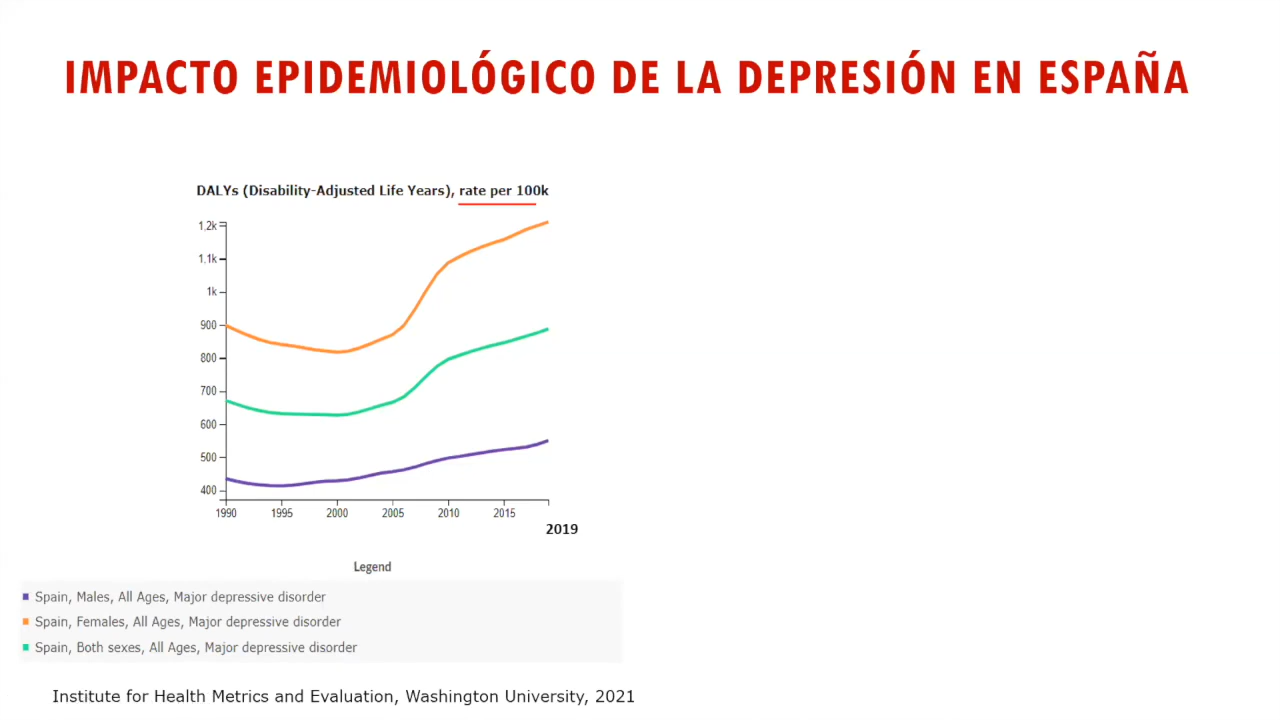 IMPACTO EPIDEMIOLÓGICO DE LA DEPRESIÓN EN ESPAÑA
DALYs (Disability-Adjusted Life Years), rate per 100k
1.2k
1.1k
1k
900
800
700
600
500
400
1990 1995 2000 2005 2010 2015
2019
Legend
Spain, Males, All Ages, Major depressive disorder
Spain, Females, All Ages, Major depressive disorder
Spain, Both sexes, All Ages, Major depressive disorder
Institute for Health Metrics and Evaluation, Washington University, 2021